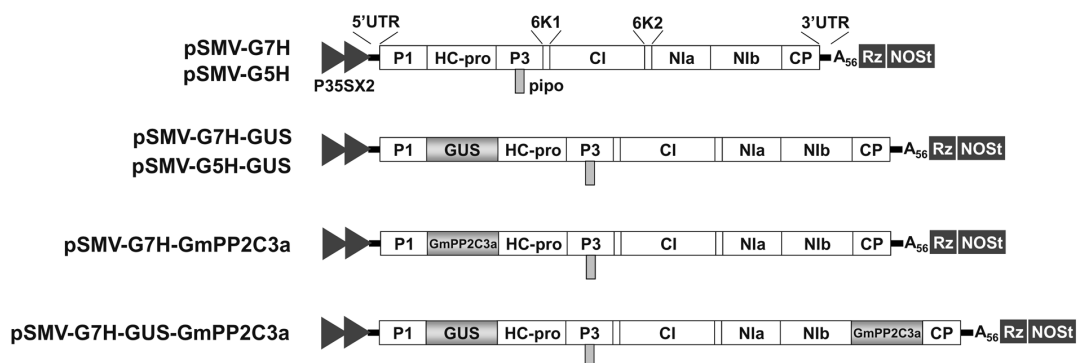 5'UTR 6K1 6K2 3'UTR
pSMV-G7H P1 HC-pro P3 CI NIa NIb CP A56 Rz NOSt
pSMV-G5H P35SX2 pipo
pSMV-G7H-GUS P1 GUS HC-pro P3 CI NIa NIb CP A56 Rz NOSt
pSMV-G5H-GUS
pSMV-G7H-GmPP2C3a P1 GmPP2C3a HC-pro P3 CI NIa NIb CP A56 Rz NOSt
pSMV-G7H-GUS-GmPP2C3a P1 GUS HC-pro P3 CI NIa NIb GmPP2C3a CP A56 Rz NOSt